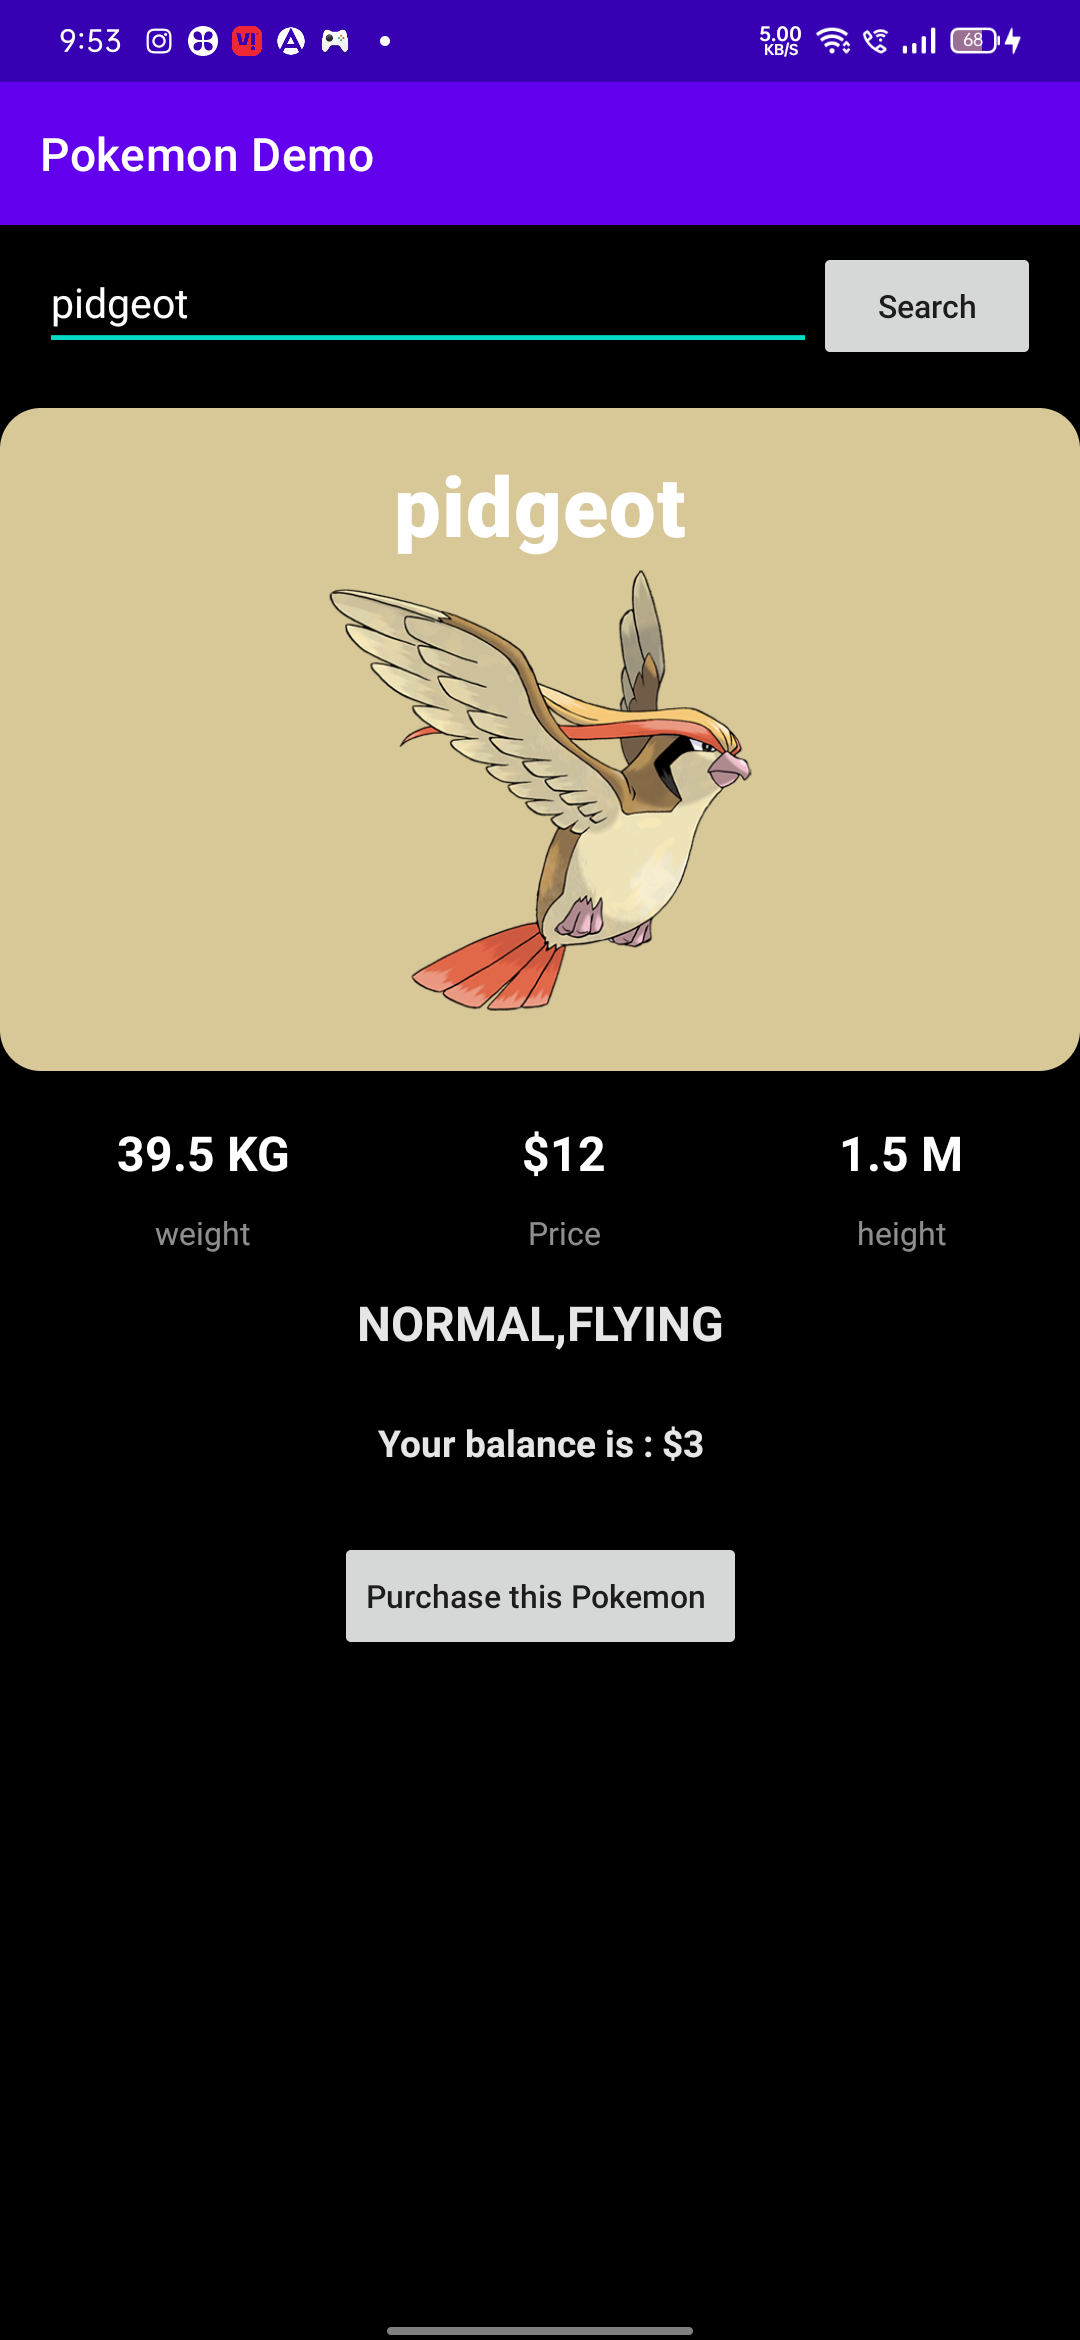 9:53 VI 5.00 KB/S 68
Pokemon Demo
pidgeot
Search
pidgeot
39.5 KG $12 1.5 M
weight Price height
NORMAL,FLYING
Your balance is : $3
Purchase this Pokemon